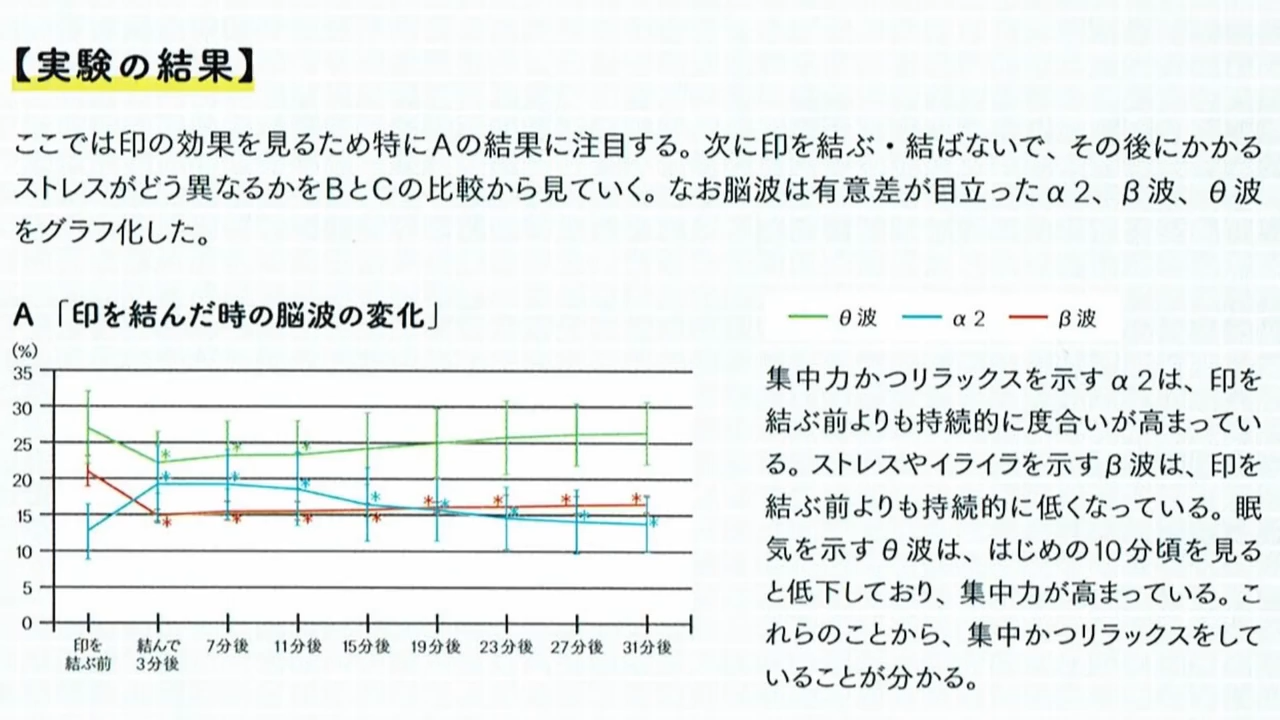 【実験の結果】
ここでは印の効果を見るため特にAの結果に注目する。次に印を結ぶ・結ばないで、その後にかかる
ストレスがどう異なるかをBとCの比較から見ていく。なお脳波は有意差が目立ったα2、β波、θ波
をグラフ化した。
A「印を結んだ時の脳波の変化」
(%)
35
30
25
20
15
10
5
0
印を
結ぶ前
結んで
3分後
7分後
11分後
15分後
19分後
23分後
27分後
31分後
θ波
α2
β波
集中力かつリラックスを示すα2は、印を
結ぶ前よりも持続的に度合いが高まってい
る。ストレスやイライラを示すβ波は、印を
結ぶ前よりも持続的に低くなっている。眠
気を示すθ波は、はじめの10分頃を見る
と低下しており、集中力が高まっている。こ
れらのことから、集中かつリラックスをして
いることが分かる。